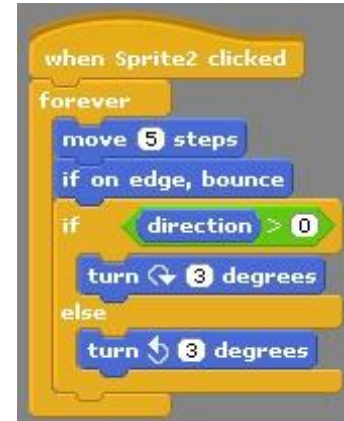 when Sprite2 clicked
forever
move 5 steps
if on edge, bounce
if direction > 0
turn 3 degrees
else
turn 3 degrees